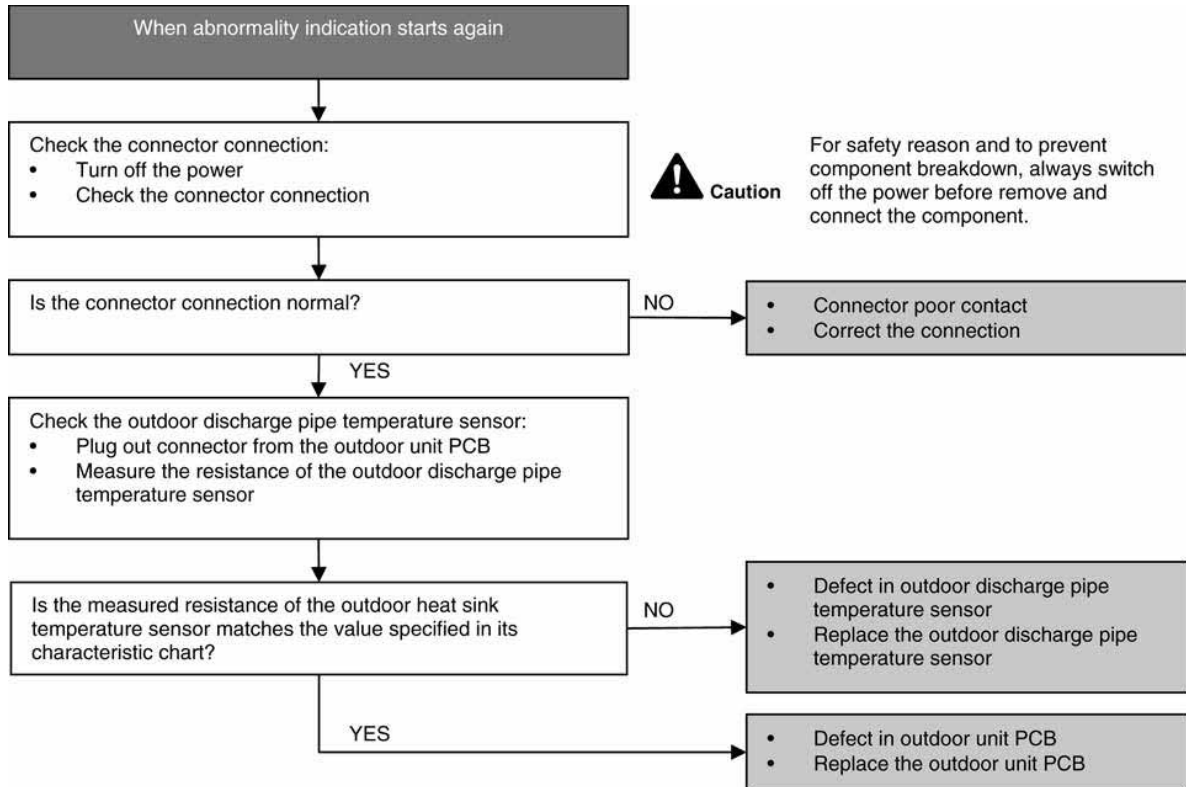 When abnormality indication starts again
Check the connector connection:
• Turn off the power
• Check the connector connection
Caution
For safety reason and to prevent
component breakdown, always switch
off the power before remove and
connect the component.
Is the connector connection normal?
NO
• Connector poor contact
• Correct the connection
YES
Check the outdoor discharge pipe temperature sensor:
• Plug out connector from the outdoor unit PCB
• Measure the resistance of the outdoor discharge pipe
temperature sensor
Is the measured resistance of the outdoor heat sink
temperature sensor matches the value specified in its
characteristic chart?
NO
• Defect in outdoor discharge pipe
temperature sensor
• Replace the outdoor discharge pipe
temperature sensor
YES
• Defect in outdoor unit PCB
• Replace the outdoor unit PCB